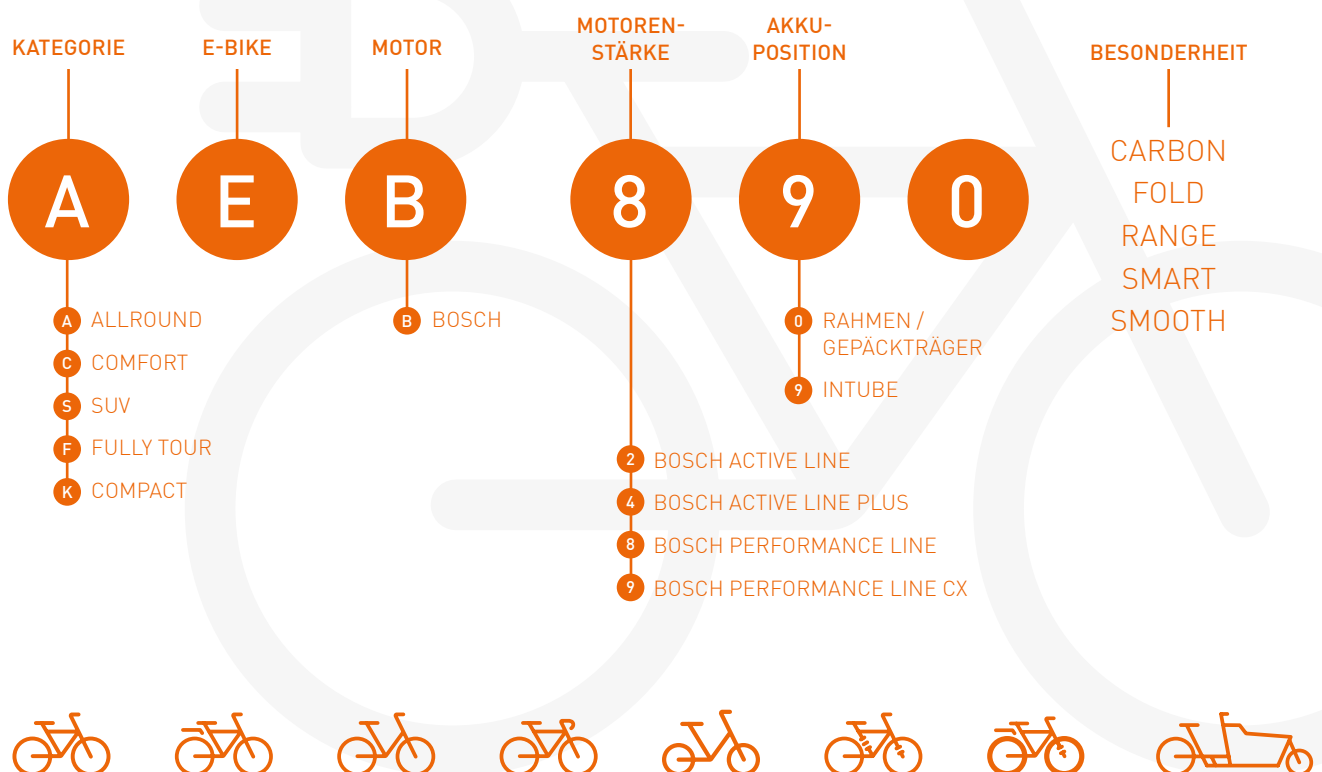 KATEGORIE
E-BIKE
MOTOR
MOTOREN-
STÄRKE
AKKU-
POSITION
BESONDERHEIT
A
E
B
8
9
0
CARBON
FOLD
RANGE
SMART
SMOOTH
A ALLROUND
C COMFORT
S SUV
F FULLY TOUR
K COMPACT
B BOSCH
0 RAHMEN /
GEPÄCKTRÄGER
9 INTUBE
2 BOSCH ACTIVE LINE
4 BOSCH ACTIVE LINE PLUS
8 BOSCH PERFORMANCE LINE
9 BOSCH PERFORMANCE LINE CX